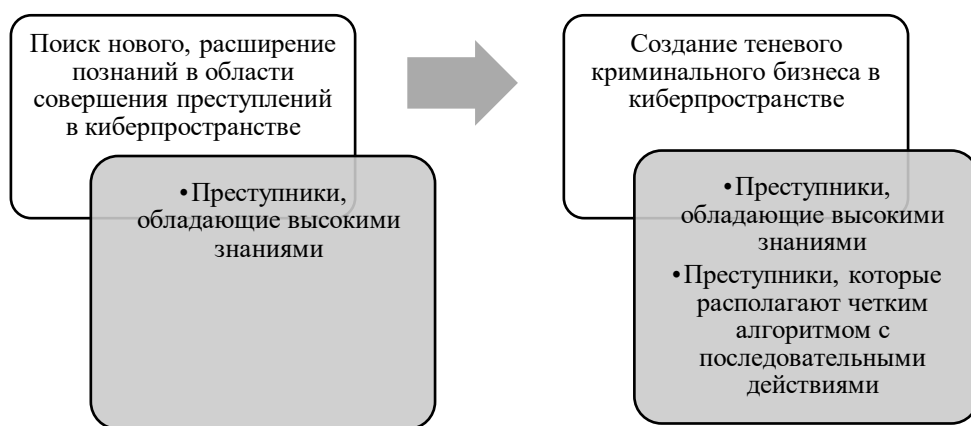 Поиск нового, расширение
познаний в области
совершения преступлений
в киберпространстве
•Преступники,
обладающие высокими
знаниями
Создание теневого
криминального бизнеса в
киберпространстве
•Преступники,
обладающие высокими
знаниями
•Преступники, которые
располагают четким
алгоритмом с
последовательными
действиями